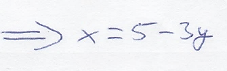 ⟹ x = 5 - 3y